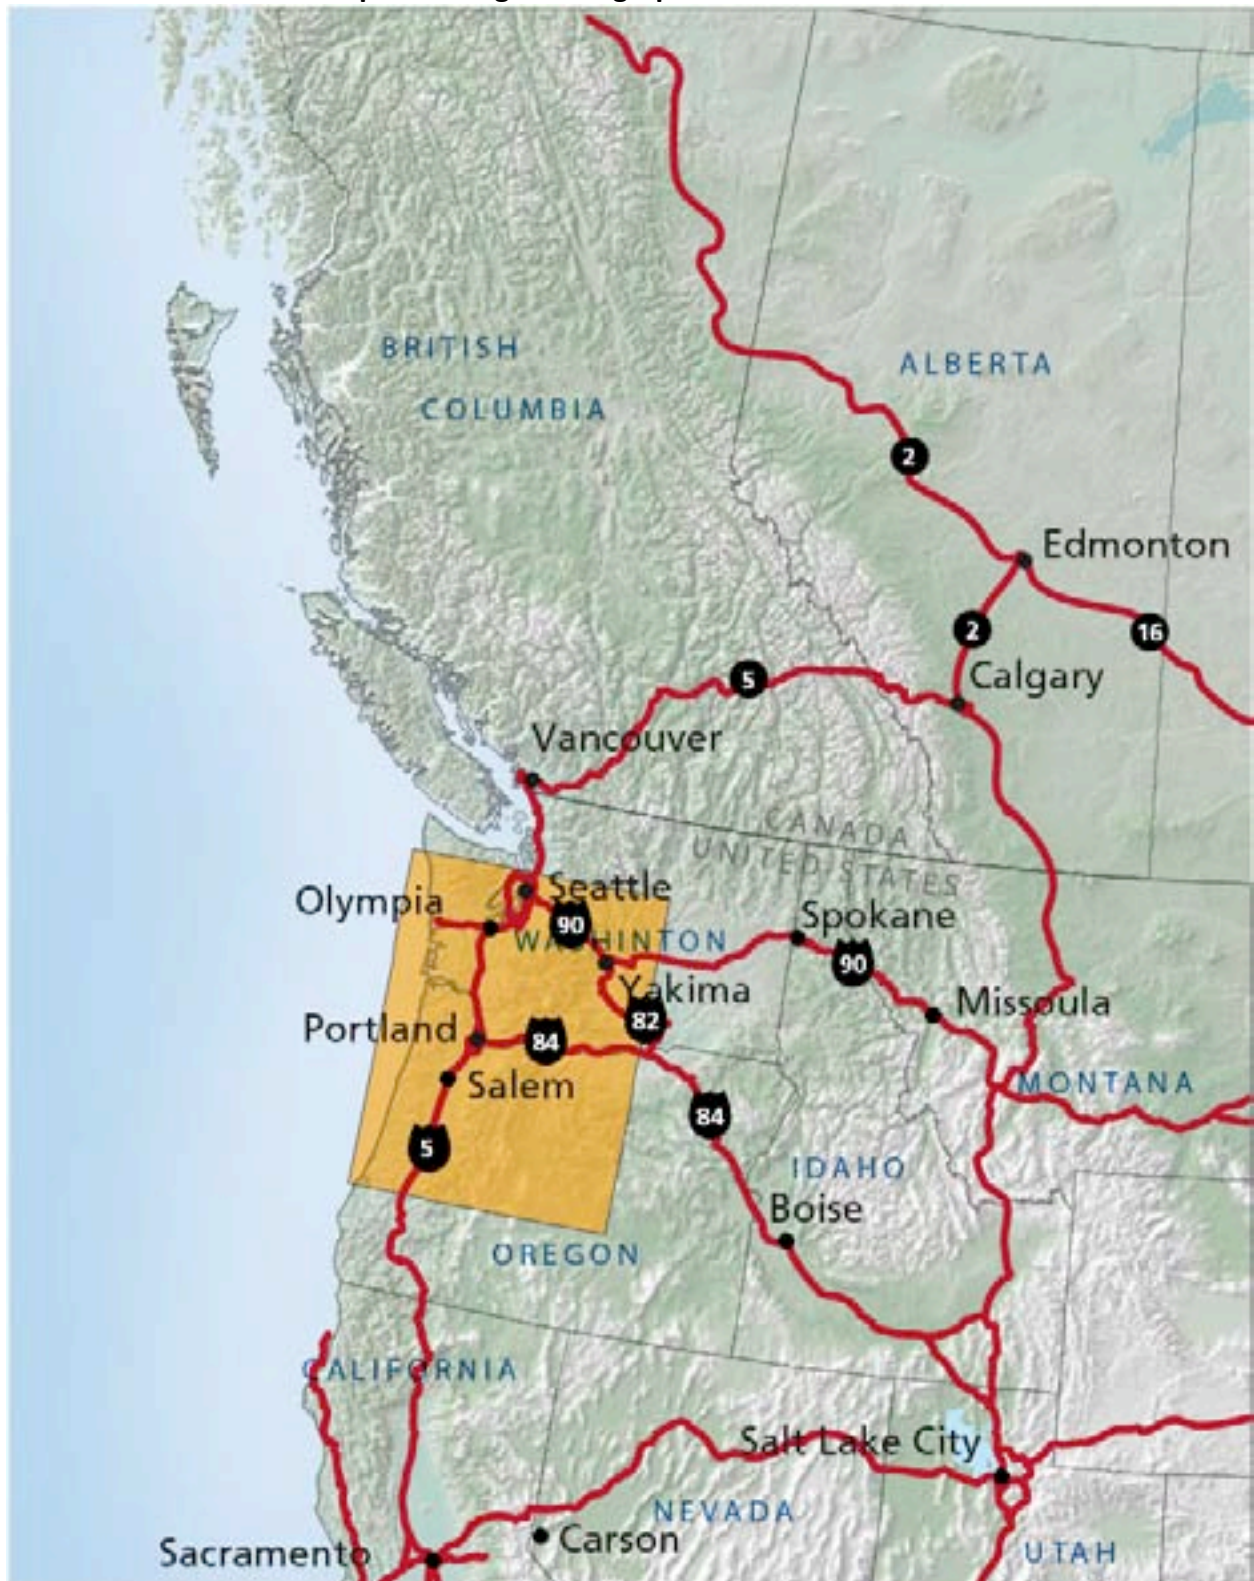 BRITISH
COLUMBIA
ALBERTA
2
Edmonton
2
16
5
Calgary
Vancouver
CANADA
UNITED STATES
Olympia
Seattle
90
WASHINTON
Spokane
90
Yakima
82
Missoula
Portland
84
Salem
MONTANA
84
5
IDAHO
Boise
OREGON
CALIFORNIA
Salt Lake City
NEVADA
Carson
Sacramento
UTAH